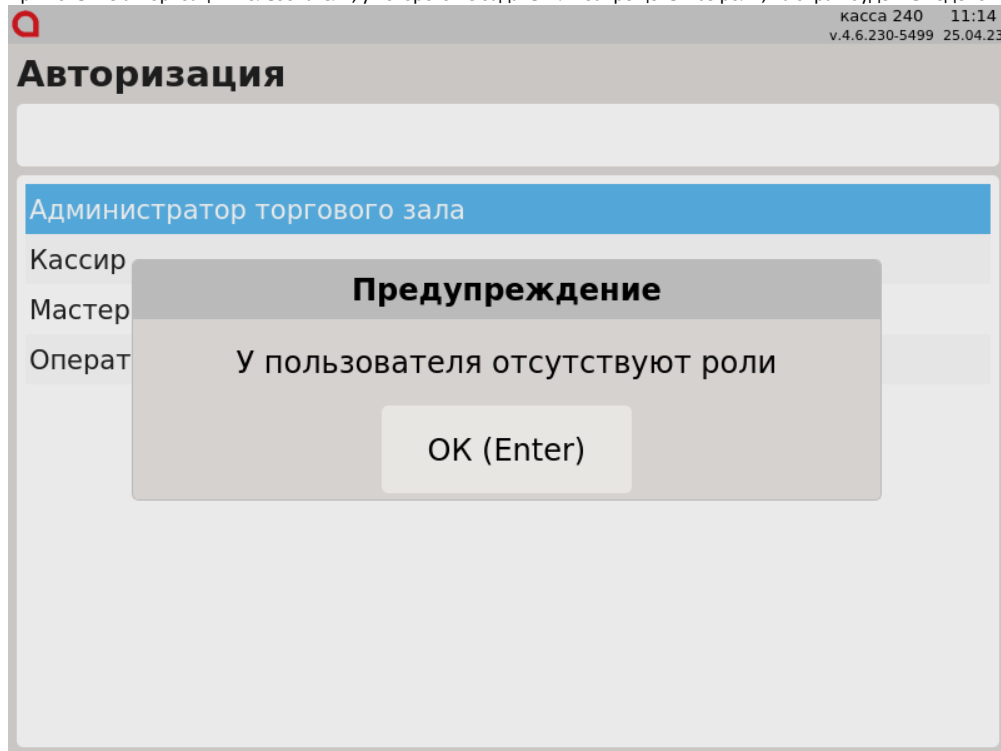 касса 240 11:14
v.4.6.230-5499 25.04.23
Авторизация
Администратор торгового зала
Кассир
Мастер
Операт
Предупреждение
У пользователя отсутствуют роли
ОК (Enter)